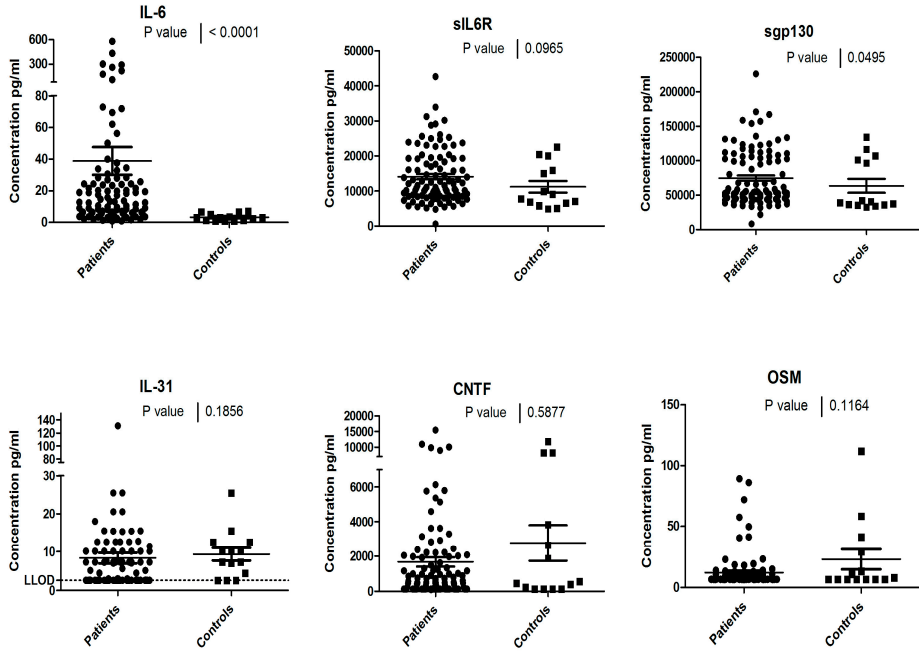 IL-6
P value < 0.0001
Concentration pg/ml
600
300
80
60
40
20
0
Patients
Controls
sIL6R
P value 0.0965
Concentration pg/ml
50000
40000
30000
20000
10000
0
Patients
Controls
sgp130
P value 0.0495
Concentration pg/ml
250000
200000
150000
100000
50000
0
Patients
Controls
IL-31
P value 0.1856
Concentration pg/ml
140
120
100
80
30
20
10
0
LLOD
Patients
Controls
CNTF
P value 0.5877
Concentration pg/ml
20000
15000
10000
6000
4000
2000
0
Patients
Controls
OSM
P value 0.1164
Concentration pg/ml
150
100
50
0
Patients
Controls